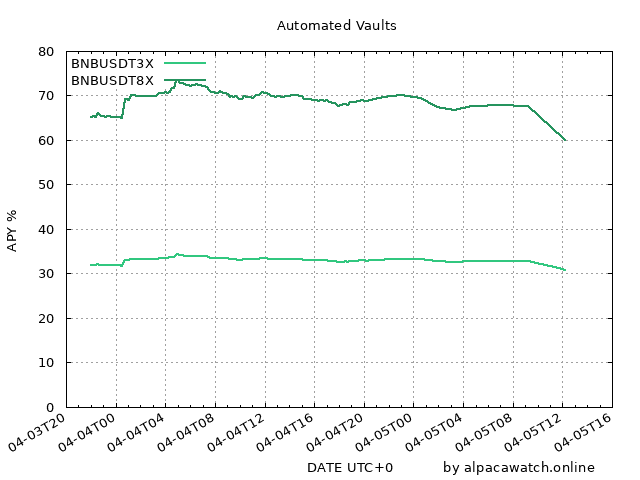 Automated Vaults
BNBUSDT3X
BNBUSDT8X
APY %
80
70
60
50
40
30
20
10
0
04-03T20
04-04T00
04-04T04
04-04T08
04-04T12
04-04T16
04-04T20
04-05T00
04-05T04
04-05T08
04-05T12
04-05T16
DATE UTC+0
by alpacawatch.online